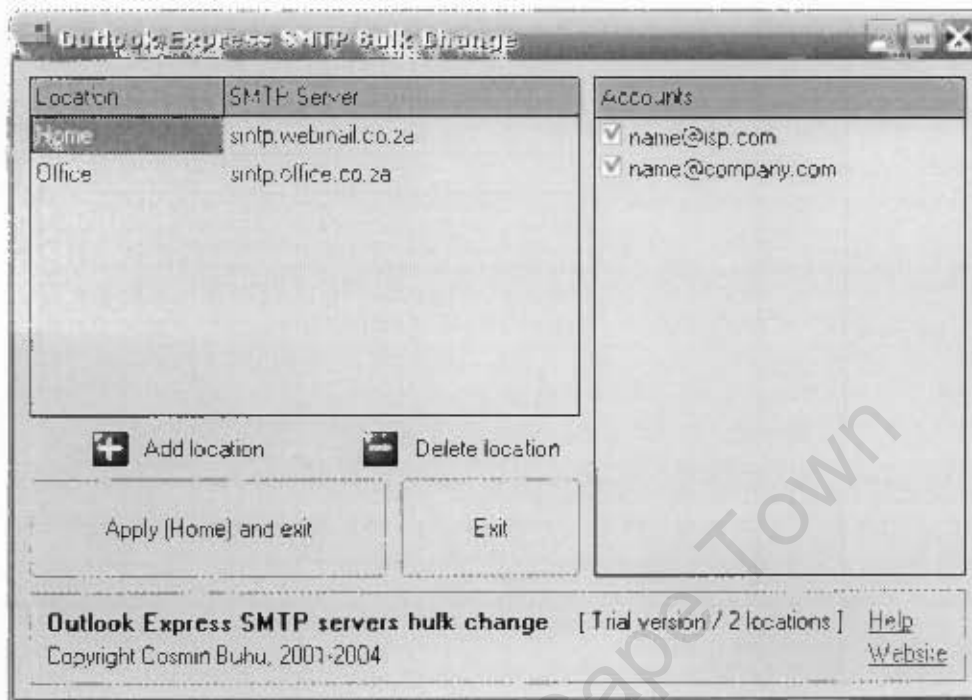 Outlook Express SMTP Bulk Change
Location SMTP Server
Home smtp.webmail.co.za
Office smtp.office.co.za
Accounts
name@isp.com
name@company.com
Add location Delete location
Apply (Home) and exit Exit
Outlook Express SMTP servers bulk change [ Trial version / 2 locations ] Help
Copyright Cosmin Buhu, 2001-2004 Website
ape Town